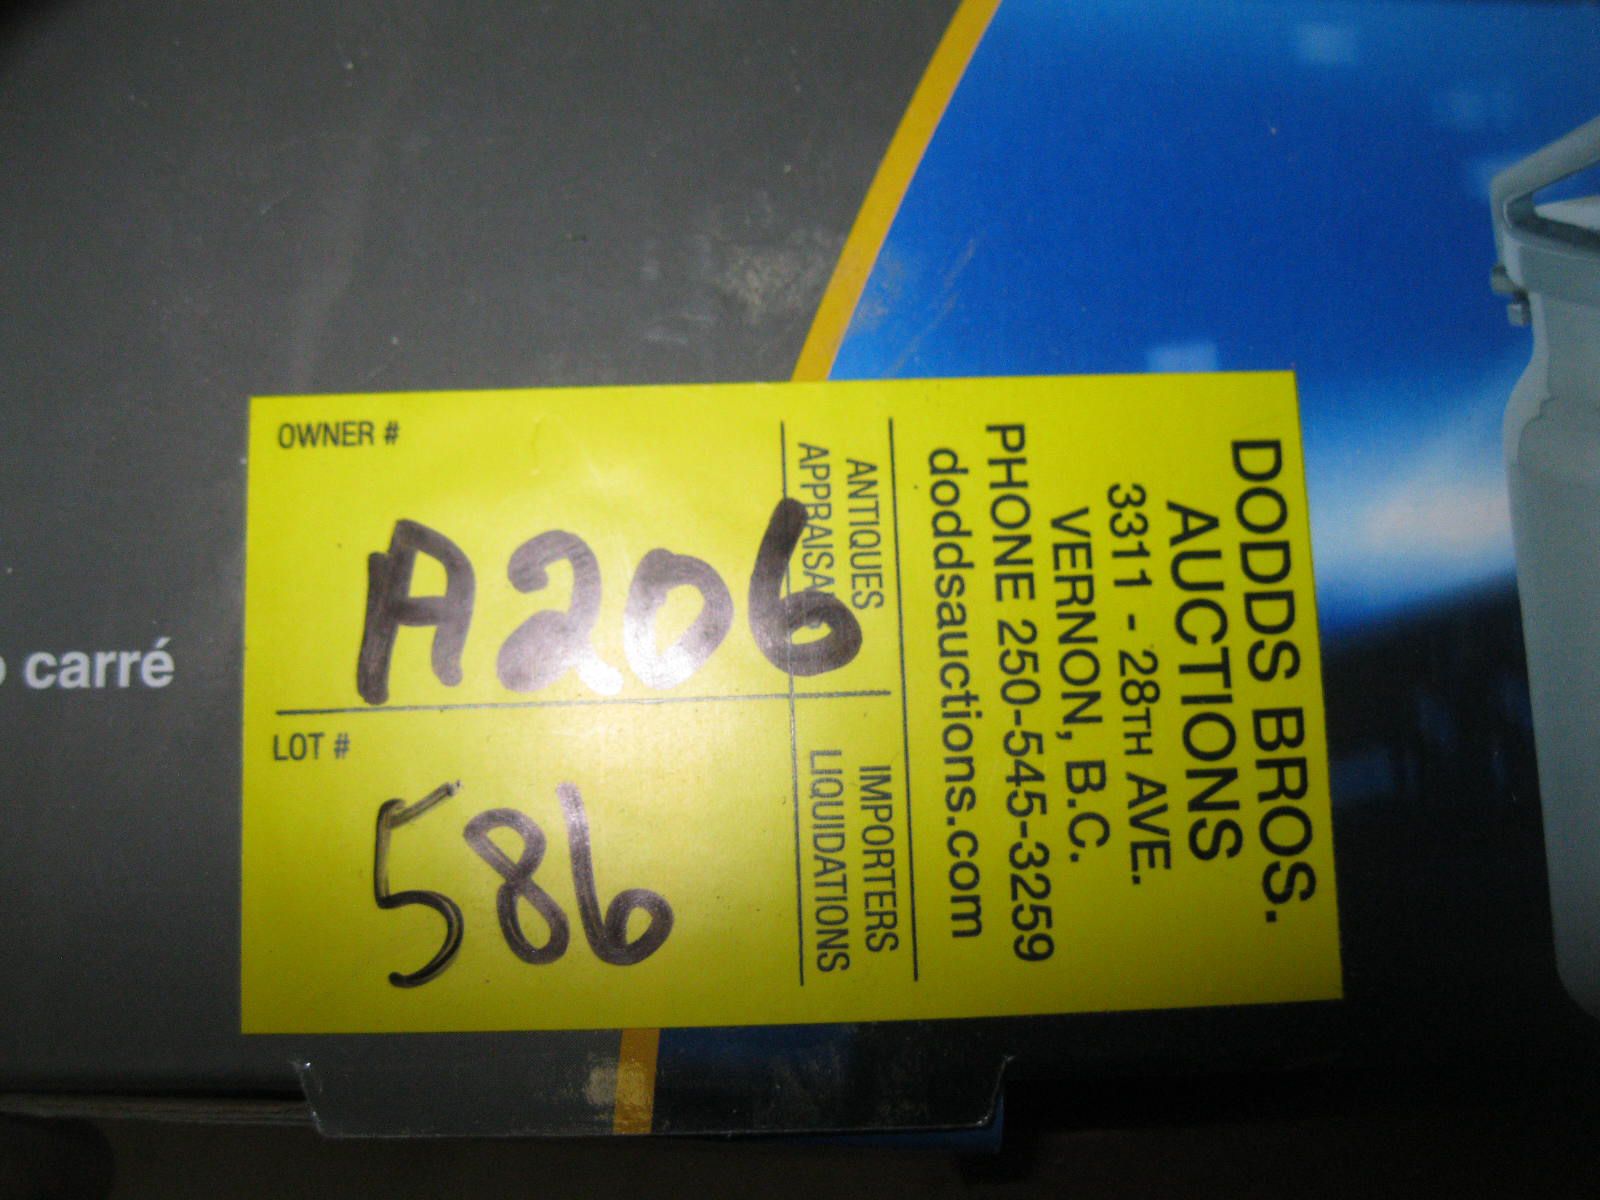 OWNER #
A206
LOT #
586
ANTIQUES
IMPORTERS
LIQUIDATIONS
DODDS BROS.
AUCTIONS
3311 - 28TH AVE.
VERNON, B.C.
PHONE 250-545-3259
doddsauctions.com
carré